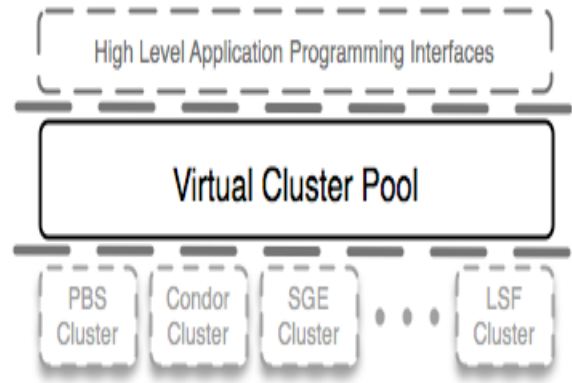 High Level Application Programming Interfaces
Virtual Cluster Pool
PBS
Cluster
Condor
Cluster
SGE
Cluster
• • •
LSF
Cluster